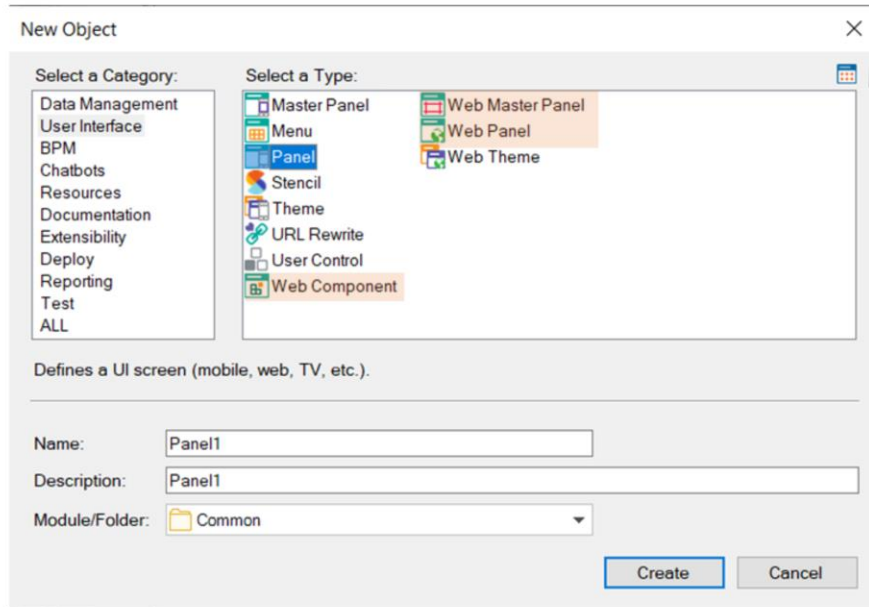 New Object
Select a Category:
Data Management
User Interface
BPM
Chatbots
Resources
Documentation
Extensibility
Deploy
Reporting
Test
ALL
Select a Type:
Master Panel
Menu
Panel
Stencil
Theme
URL Rewrite
User Control
Web Component
Web Master Panel
Web Panel
Web Theme
Defines a UI screen (mobile, web, TV, etc.).
Name: Panel1
Description: Panel1
Module/Folder: Common
Create Cancel